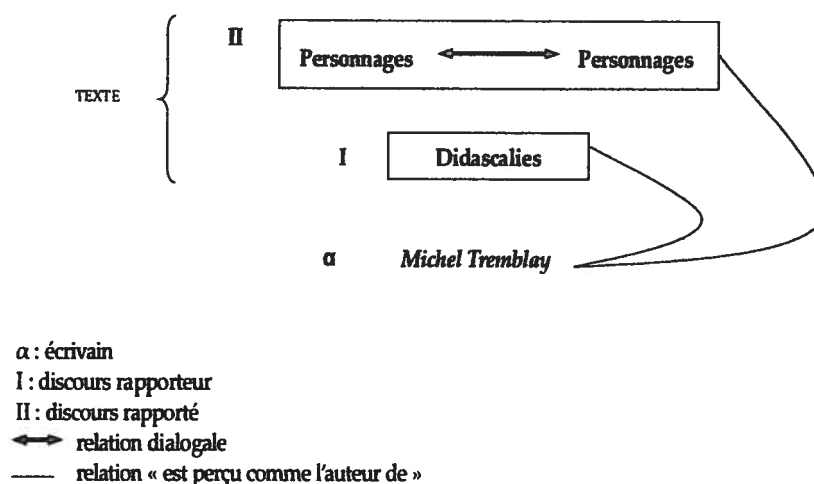 II
Personnages Personnages
TEXTE
I Didascalies
α Michel Tremblay
α : écrivain
I : discours rapporteur
II : discours rapporté
relation dialogale
relation « est perçu comme l'auteur de »